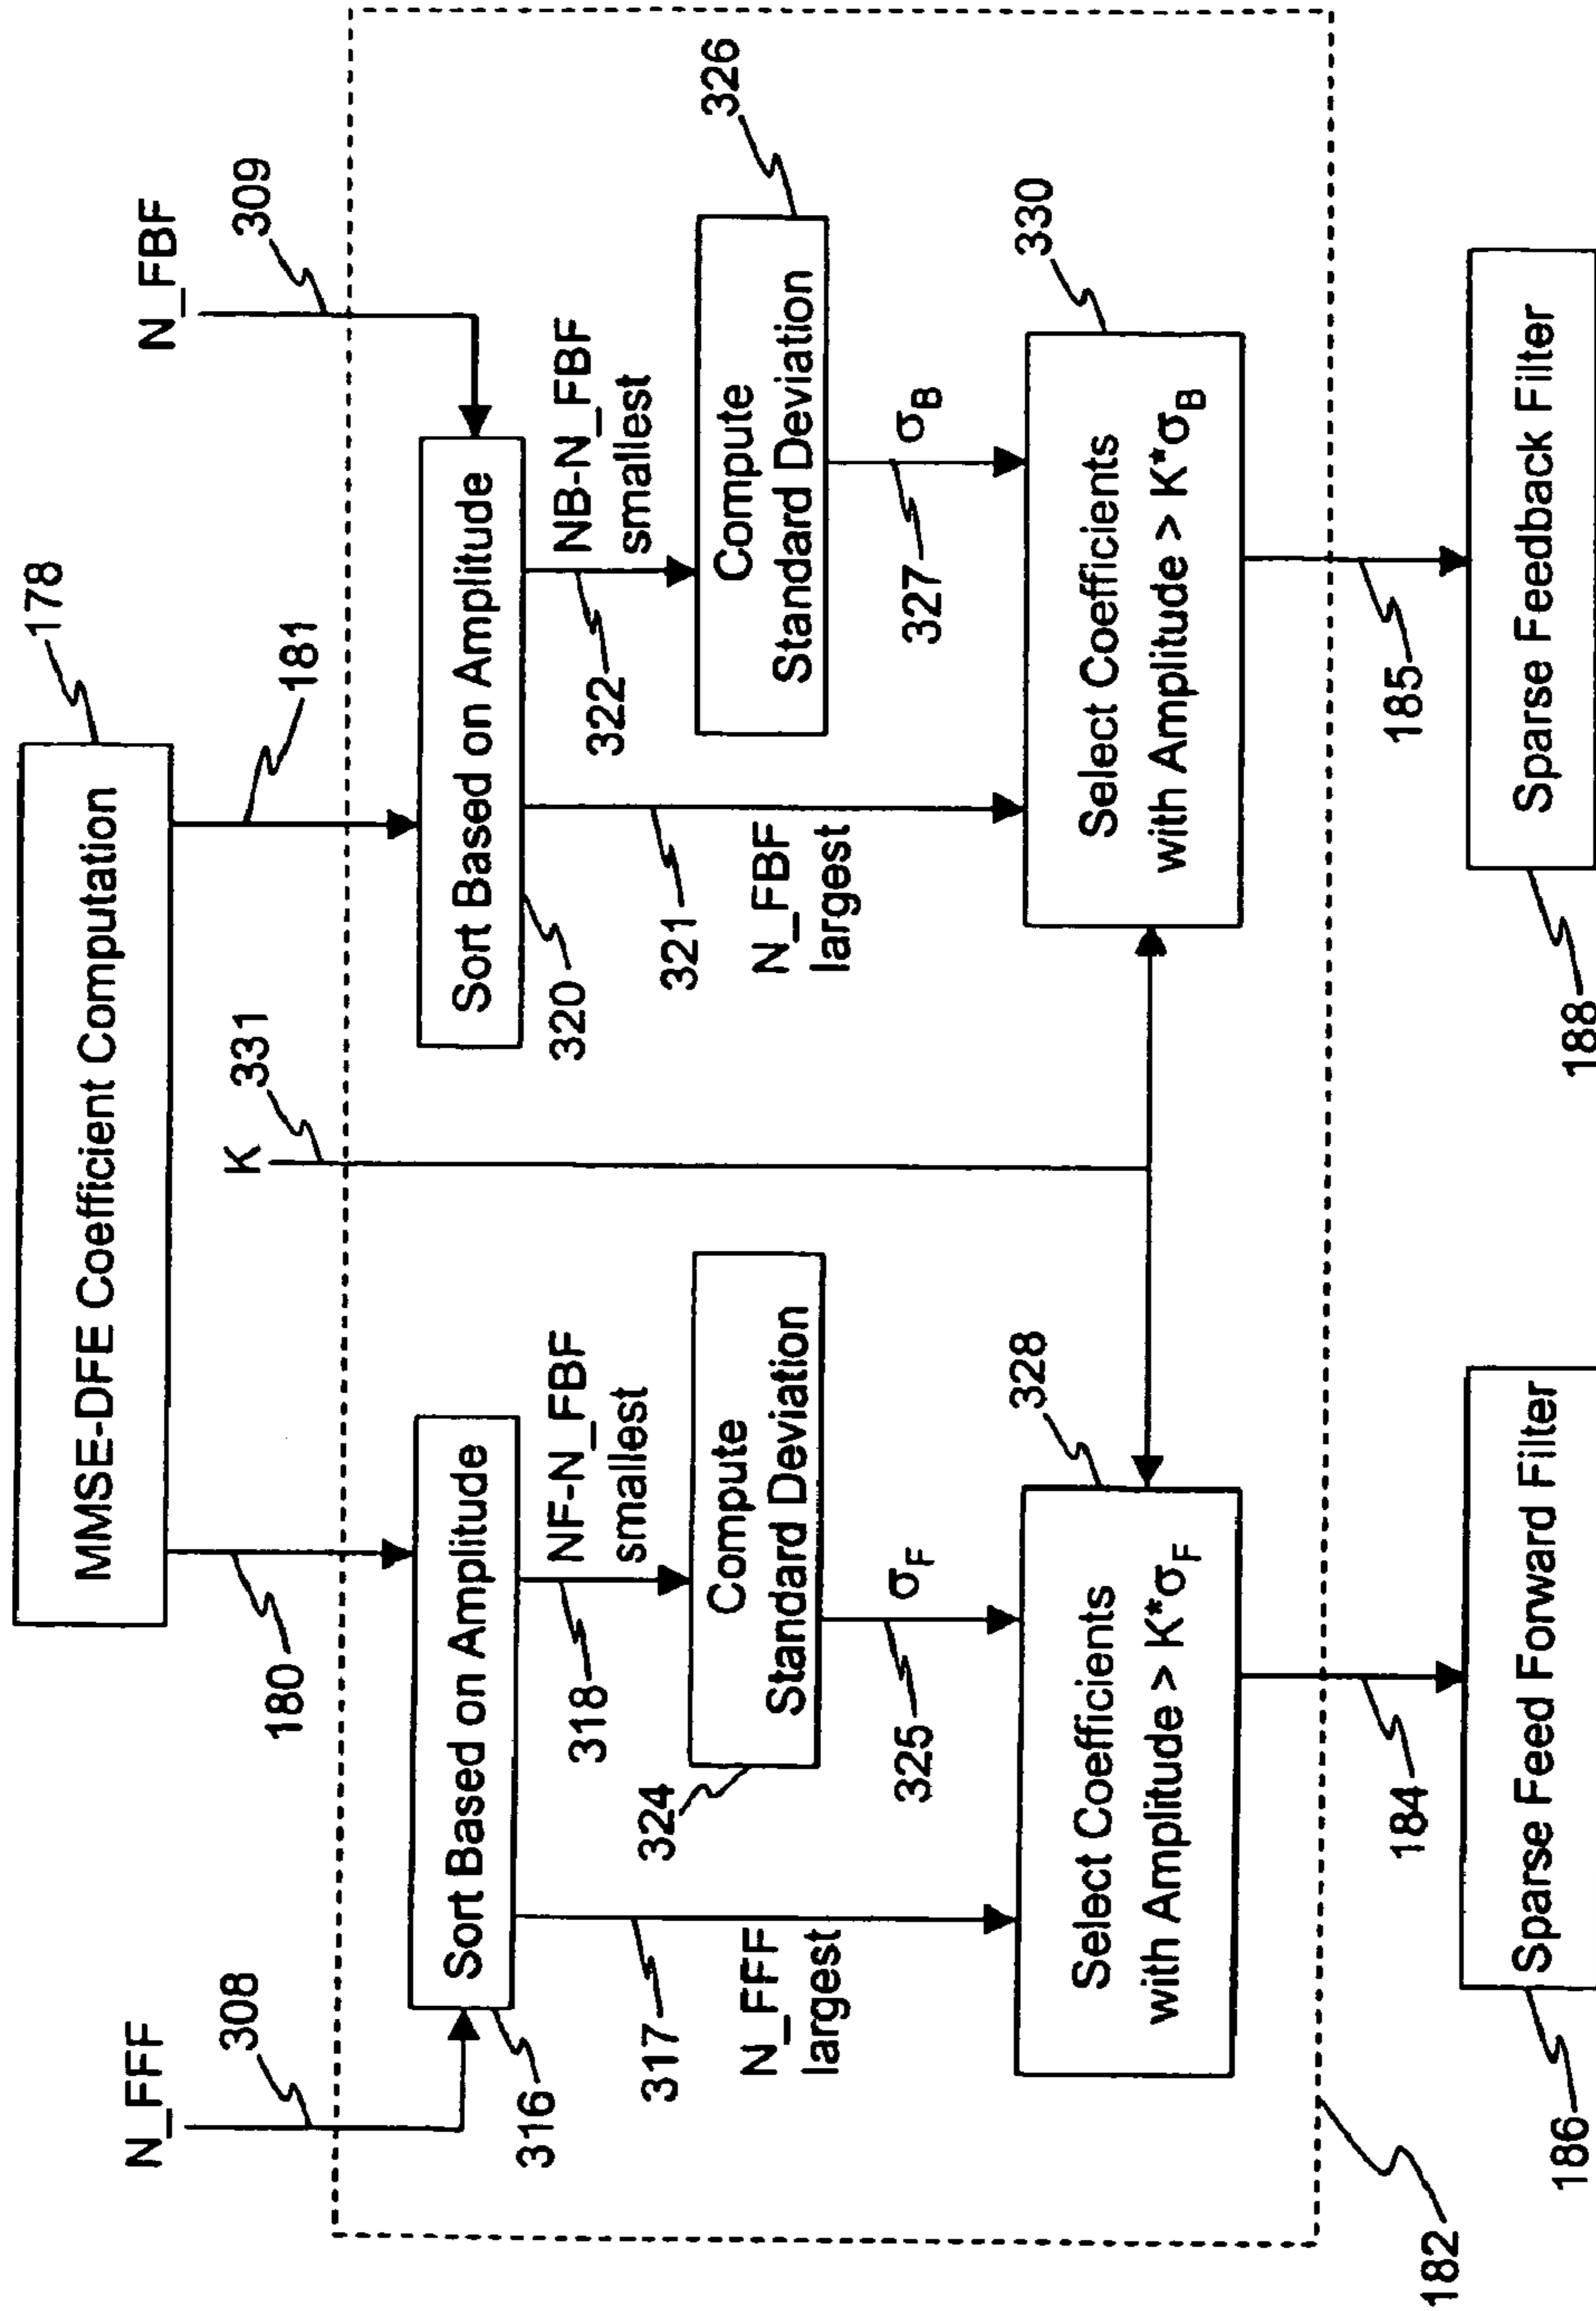 178
MMSE-DFE Coefficient Computation
N_FFF
308
180
K
331
181
N_FBF
309
Sort Based on Amplitude
316
Sort Based on Amplitude
320
317
N_FFF
largest
318
NF-N_FBF
smallest
321
N_FBF
largest
322
NB-N_FBF
smallest
324
Compute
Standard Deviation
Compute
Standard Deviation
326
325
σF
327
σB
328
Select Coefficients
with Amplitude > K*σF
330
Select Coefficients
with Amplitude > K*σB
182
184
185
186
Sparse Feed Forward Filter
188
Sparse Feedback Filter